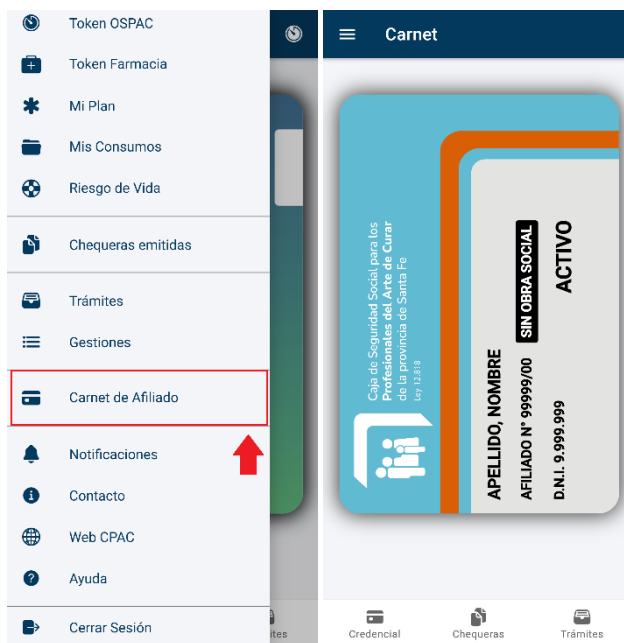 Token OSPAC
Token Farmacia
Mi Plan
Mis Consumos
Riesgo de Vida
Chequeras emitidas
Trámites
Gestiones
Carnet de Afiliado
Notificaciones
Contacto
Web CPAC
Ayuda
Cerrar Sesión
ites
Carnet
Caja de Seguridad Social para los
Profesionales del Arte de Curar
de la provincia de Santa Fe
Ley 12.818
APELLIDO, NOMBRE
AFILIADO N° 99999/00 SIN OBRA SOCIAL
D.N.I. 9.999.999 ACTIVO
Credencial Chequeras Trámites